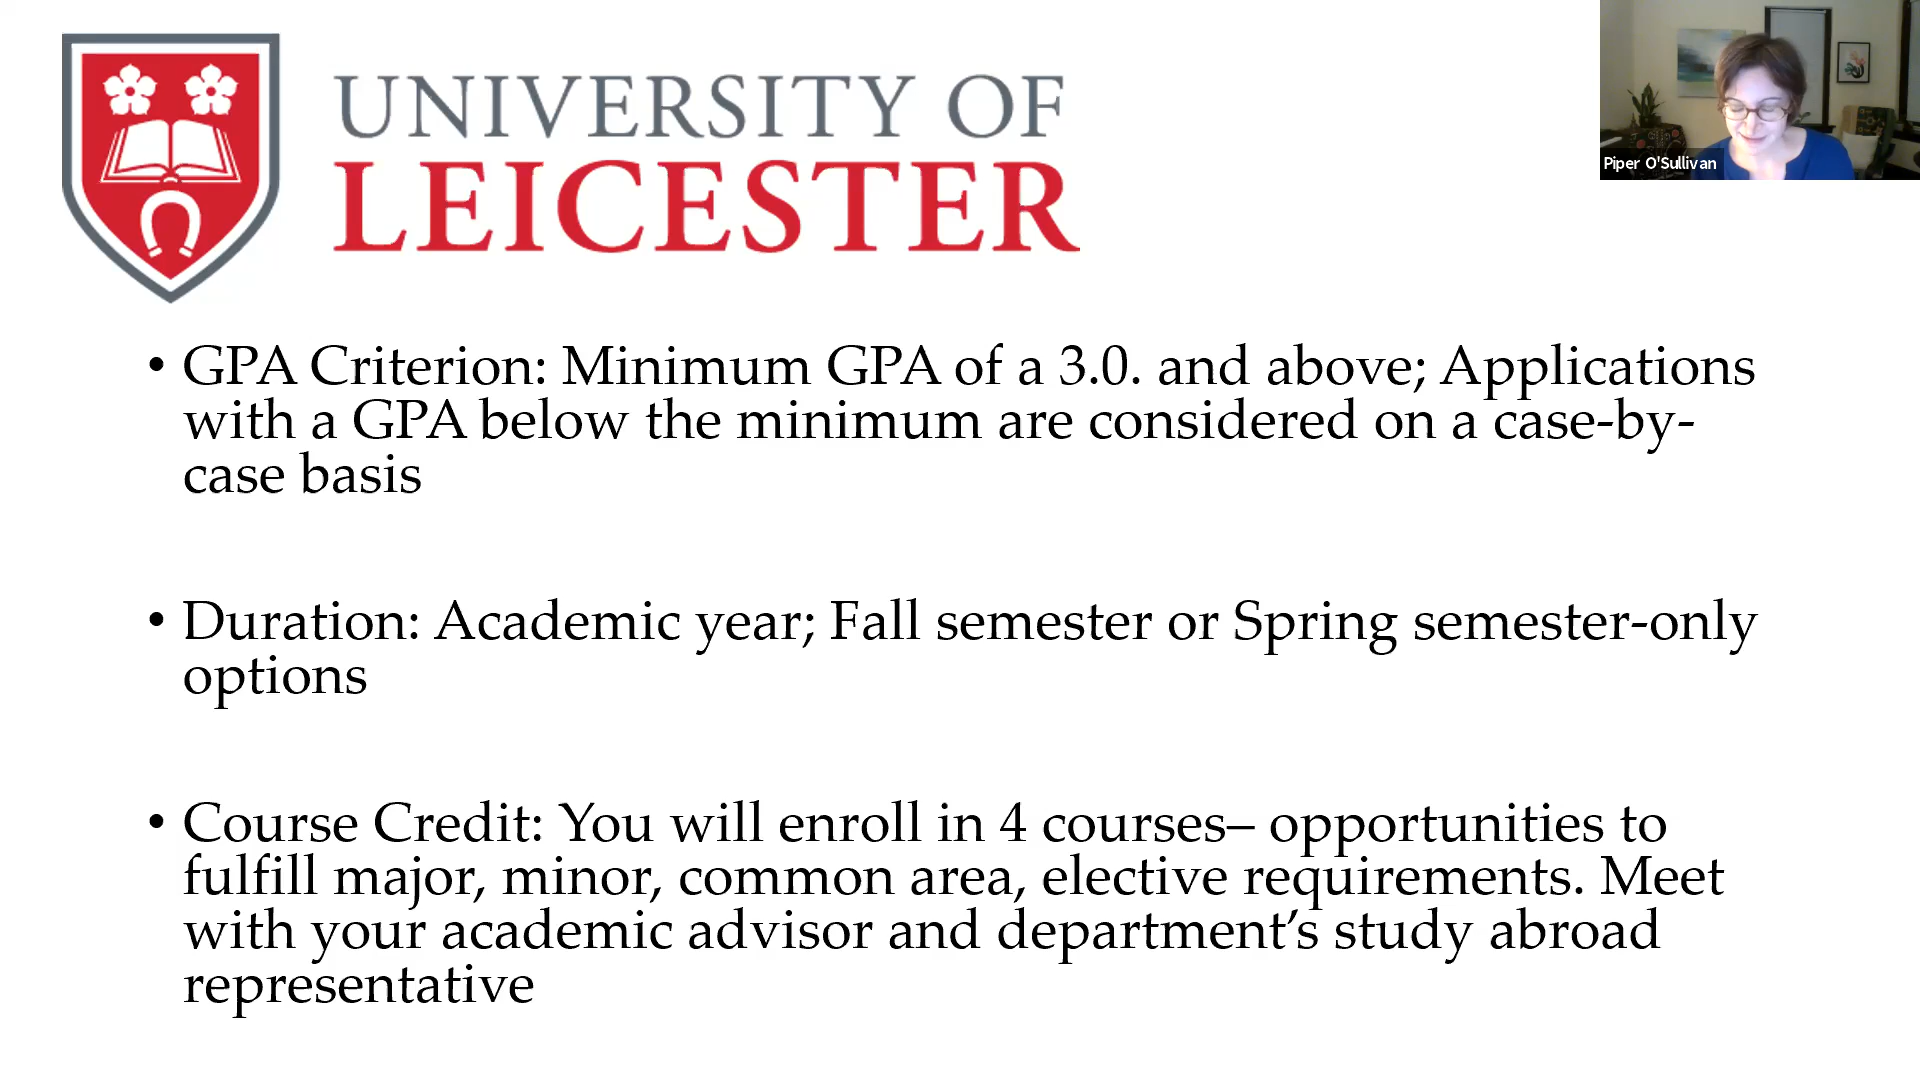 UNIVERSITY OF
LEICESTER
Piper O'Sullivan
• GPA Criterion: Minimum GPA of a 3.0. and above; Applications
with a GPA below the minimum are considered on a case-by-
case basis
• Duration: Academic year; Fall semester or Spring semester-only
options
• Course Credit: You will enroll in 4 courses– opportunities to
fulfill major, minor, common area, elective requirements. Meet
with your academic advisor and department’s study abroad
representative